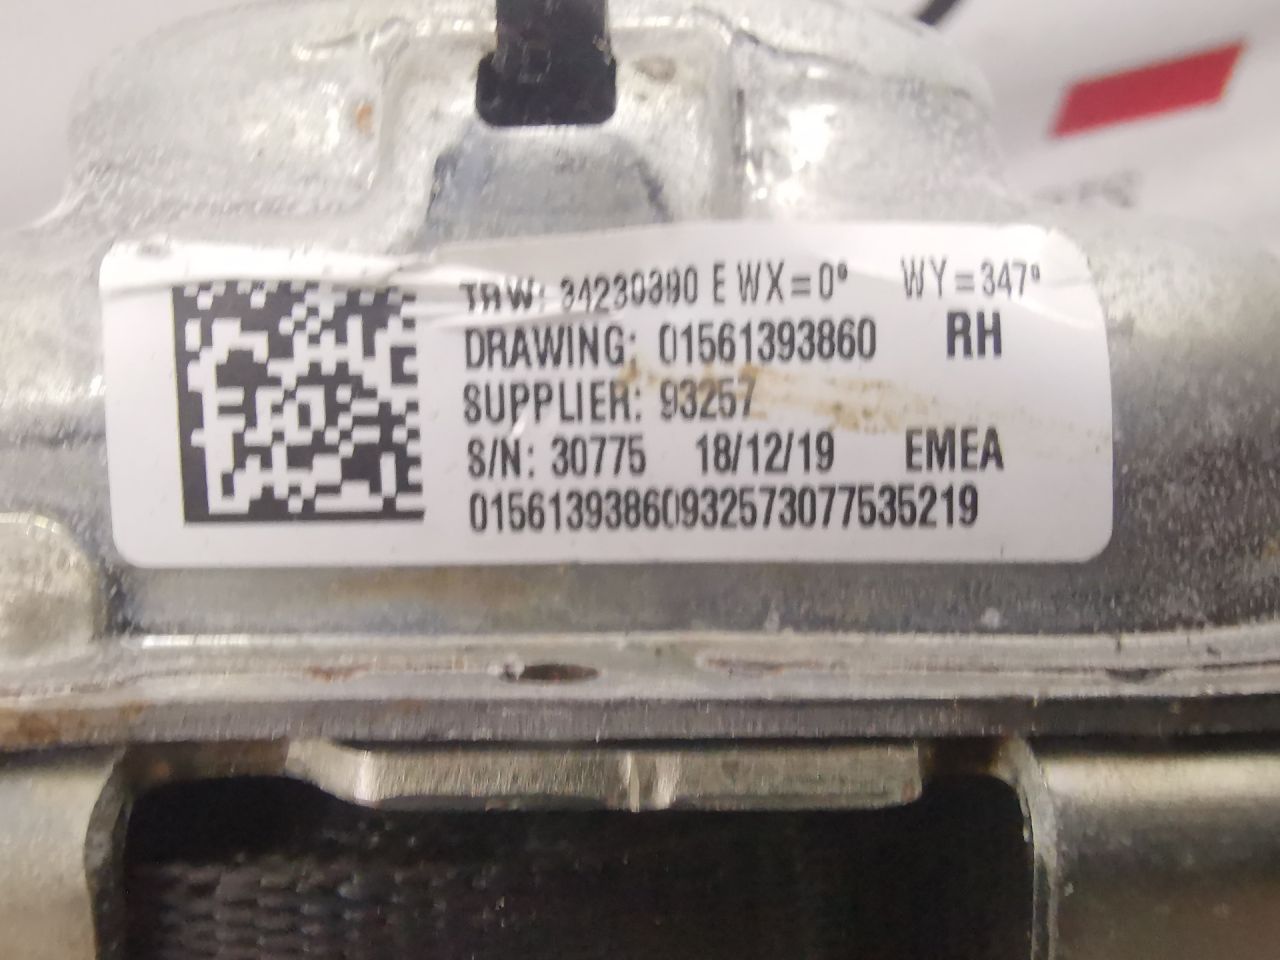 TRW: 34230390 E WX=0° WY=347°
DRAWING: 01561393860 RH
SUPPLIER: 93257
S/N: 30775 18/12/19 EMEA
01561393860932573077535219